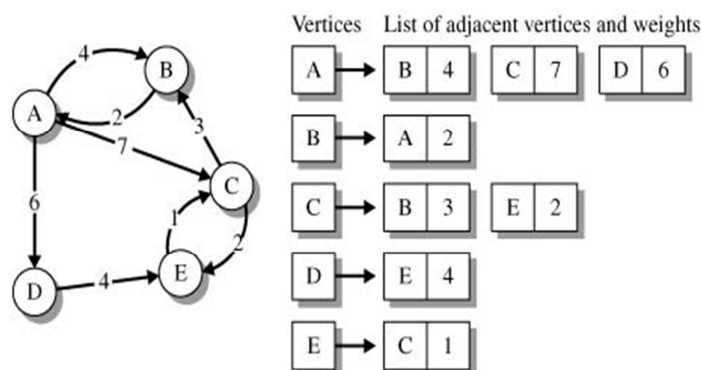 Vertices List of adjacent vertices and weights
4
B
A
2
7
3
C
6
1
2
D
4
E
A B 4 C 7 D 6
B A 2
C B 3 E 2
D E 4
E C 1